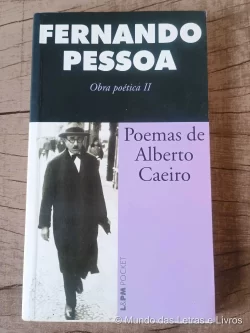 FERNANDO
PESSOA
Obra poética II
Poemas de
Alberto
Caeiro
L&PM POCKET
© Mundo das Letras e Livros